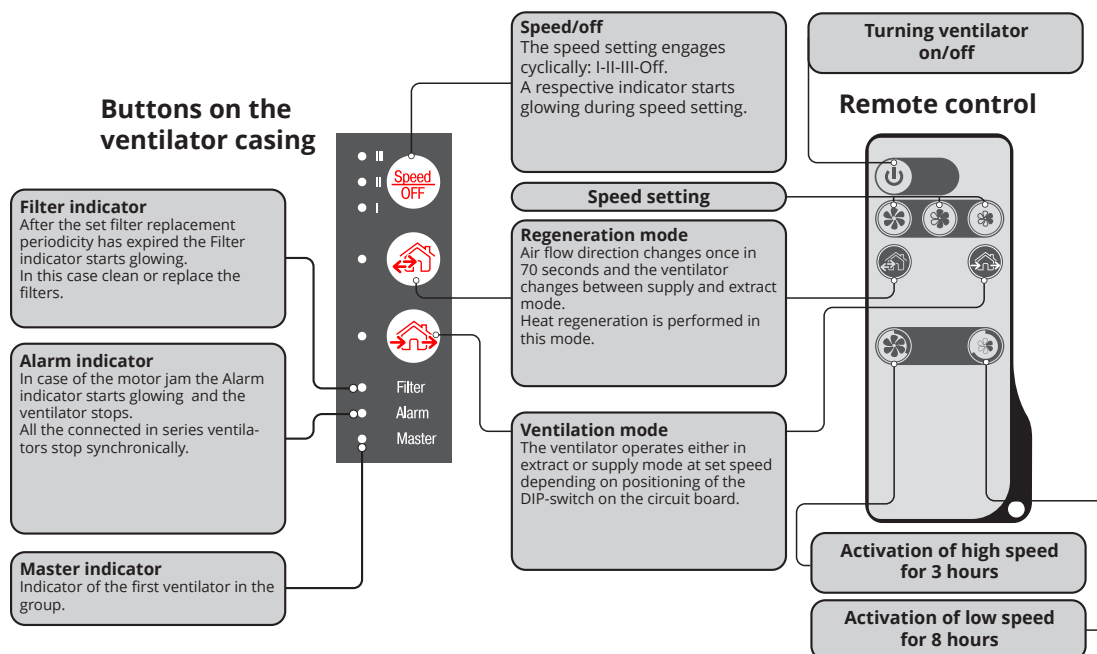 Buttons on the
ventilator casing
Filter indicator
After the set filter replacement
periodicity has expired the Filter
indicator starts glowing.
In this case clean or replace the
filters.
Alarm indicator
In case of the motor jam the Alarm
indicator starts glowing and the
ventilator stops.
All the connected in series ventila-
tors stop synchronically.
Master indicator
Indicator of the first ventilator in the
group.
III
II
I
Speed
OFF
Filter
Alarm
Master
Speed/off
The speed setting engages
cyclically: I-II-III-Off.
A respective indicator starts
glowing during speed setting.
Speed setting
Regeneration mode
Air flow direction changes once in
70 seconds and the ventilator
changes between supply and extract
mode.
Heat regeneration is performed in
this mode.
Ventilation mode
The ventilator operates either in
extract or supply mode at set speed
depending on positioning of the
DIP-switch on the circuit board.
Turning ventilator
on/off
Remote control
Activation of high speed
for 3 hours
Activation of low speed
for 8 hours